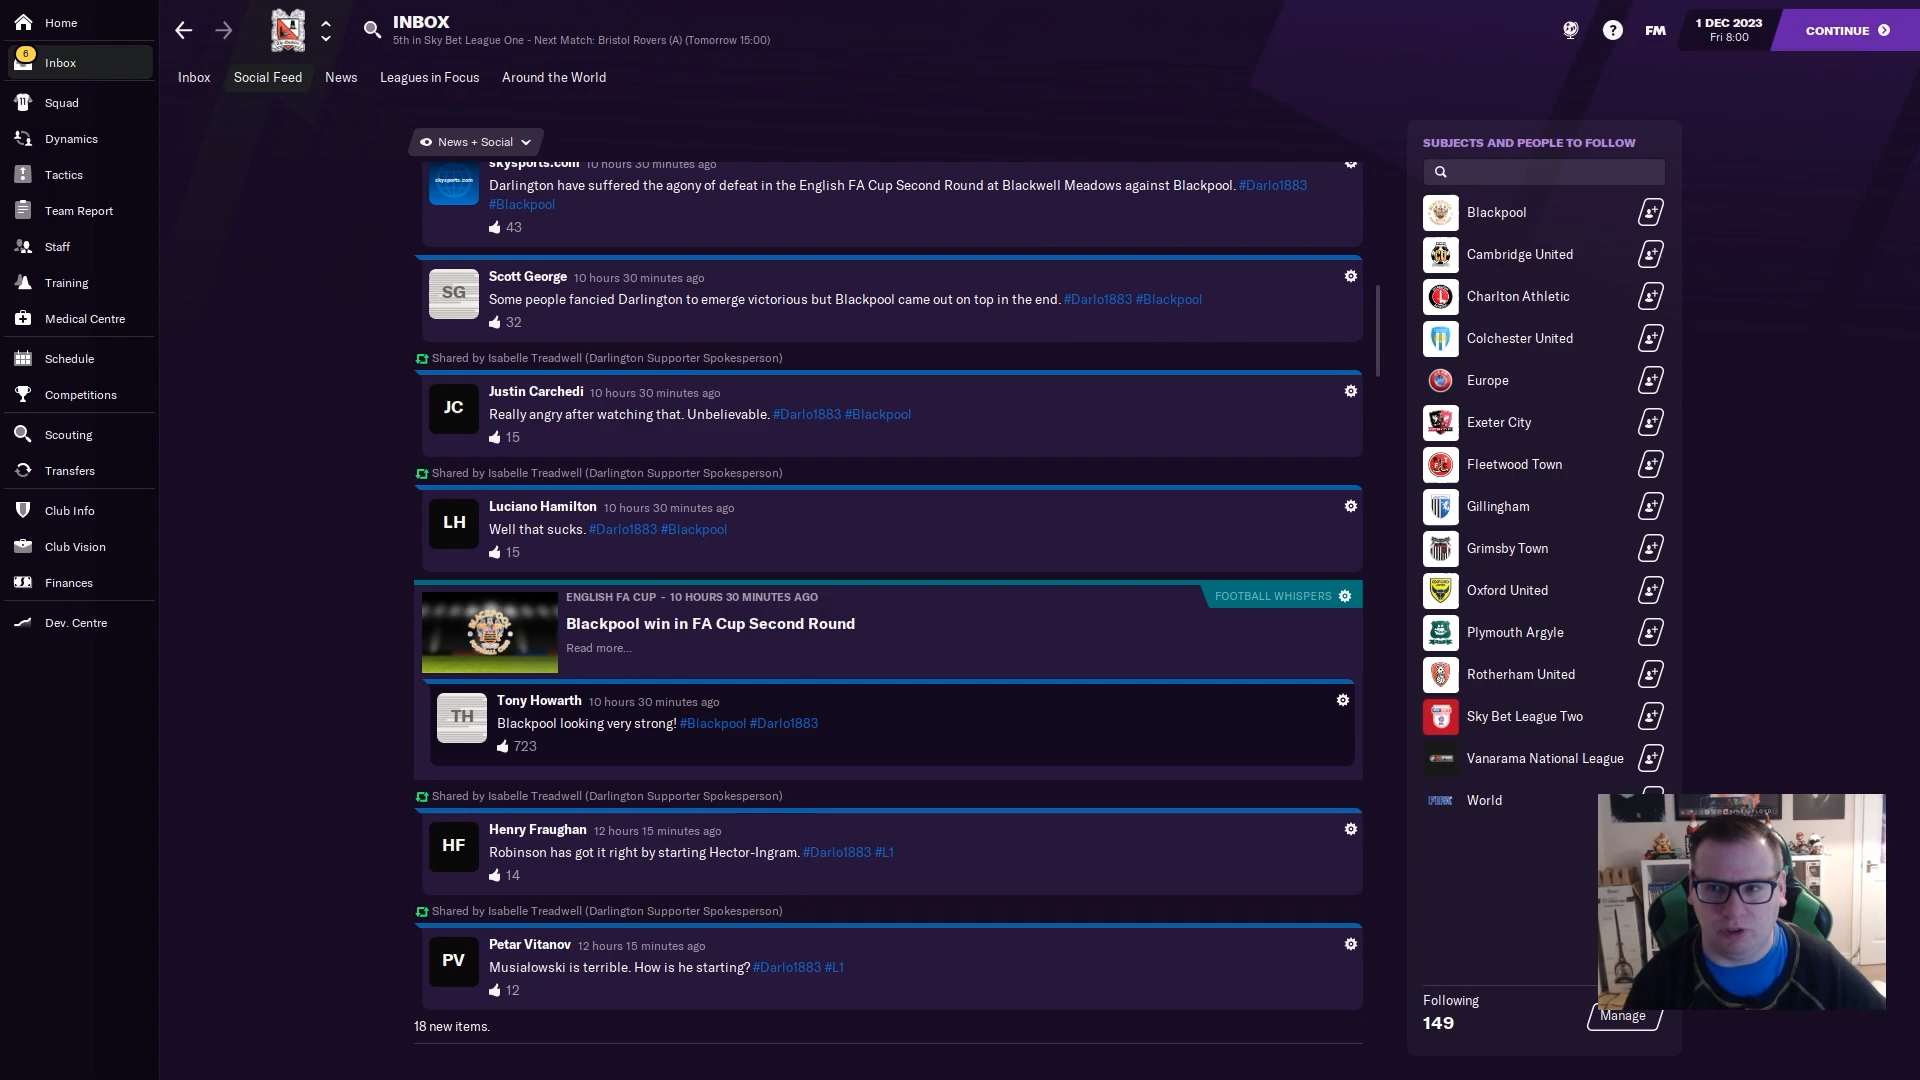 Home
6
Inbox
Squad
Dynamics
Tactics
Team Report
Staff
Training
Medical Centre
Schedule
Competitions
Scouting
Transfers
Club Info
Club Vision
Finances
Dev. Centre
INBOX
5th in Sky Bet League One - Next Match: Bristol Rovers (A) (Tomorrow 15:00)
FM
1 DEC 2023
Fri 8:00
CONTINUE
Inbox Social Feed News Leagues in Focus Around the World
News + Social
skysports.com 10 hours 30 minutes ago
skysports.com
Darlington have suffered the agony of defeat in the English FA Cup Second Round at Blackwell Meadows against Blackpool. #Darlo1883
#Blackpool
43
SG
Scott George 10 hours 30 minutes ago
Some people fancied Darlington to emerge victorious but Blackpool came out on top in the end. #Darlo1883 #Blackpool
32
Shared by Isabelle Treadwell (Darlington Supporter Spokesperson)
JC
Justin Carchedi 10 hours 30 minutes ago
Really angry after watching that. Unbelievable. #Darlo1883 #Blackpool
15
Shared by Isabelle Treadwell (Darlington Supporter Spokesperson)
LH
Luciano Hamilton 10 hours 30 minutes ago
Well that sucks. #Darlo1883 #Blackpool
15
ENGLISH FA CUP - 10 HOURS 30 MINUTES AGO
FOOTBALL WHISPERS
Blackpool win in FA Cup Second Round
Read more...
TH
Tony Howarth 10 hours 30 minutes ago
Blackpool looking very strong! #Blackpool #Darlo1883
723
Shared by Isabelle Treadwell (Darlington Supporter Spokesperson)
HF
Henry Fraughan 12 hours 15 minutes ago
Robinson has got it right by starting Hector-Ingram. #Darlo1883 #L1
14
Shared by Isabelle Treadwell (Darlington Supporter Spokesperson)
PV
Petar Vitanov 12 hours 15 minutes ago
Musiałowski is terrible. How is he starting? #Darlo1883 #L1
12
18 new items.
SUBJECTS AND PEOPLE TO FOLLOW
Blackpool
Cambridge United
Charlton Athletic
Colchester United
Europe
Exeter City
Fleetwood Town
Gillingham
Grimsby Town
Oxford United
Plymouth Argyle
Rotherham United
Sky Bet League Two
Vanarama National League
FIFA
World
Following
149
Manage